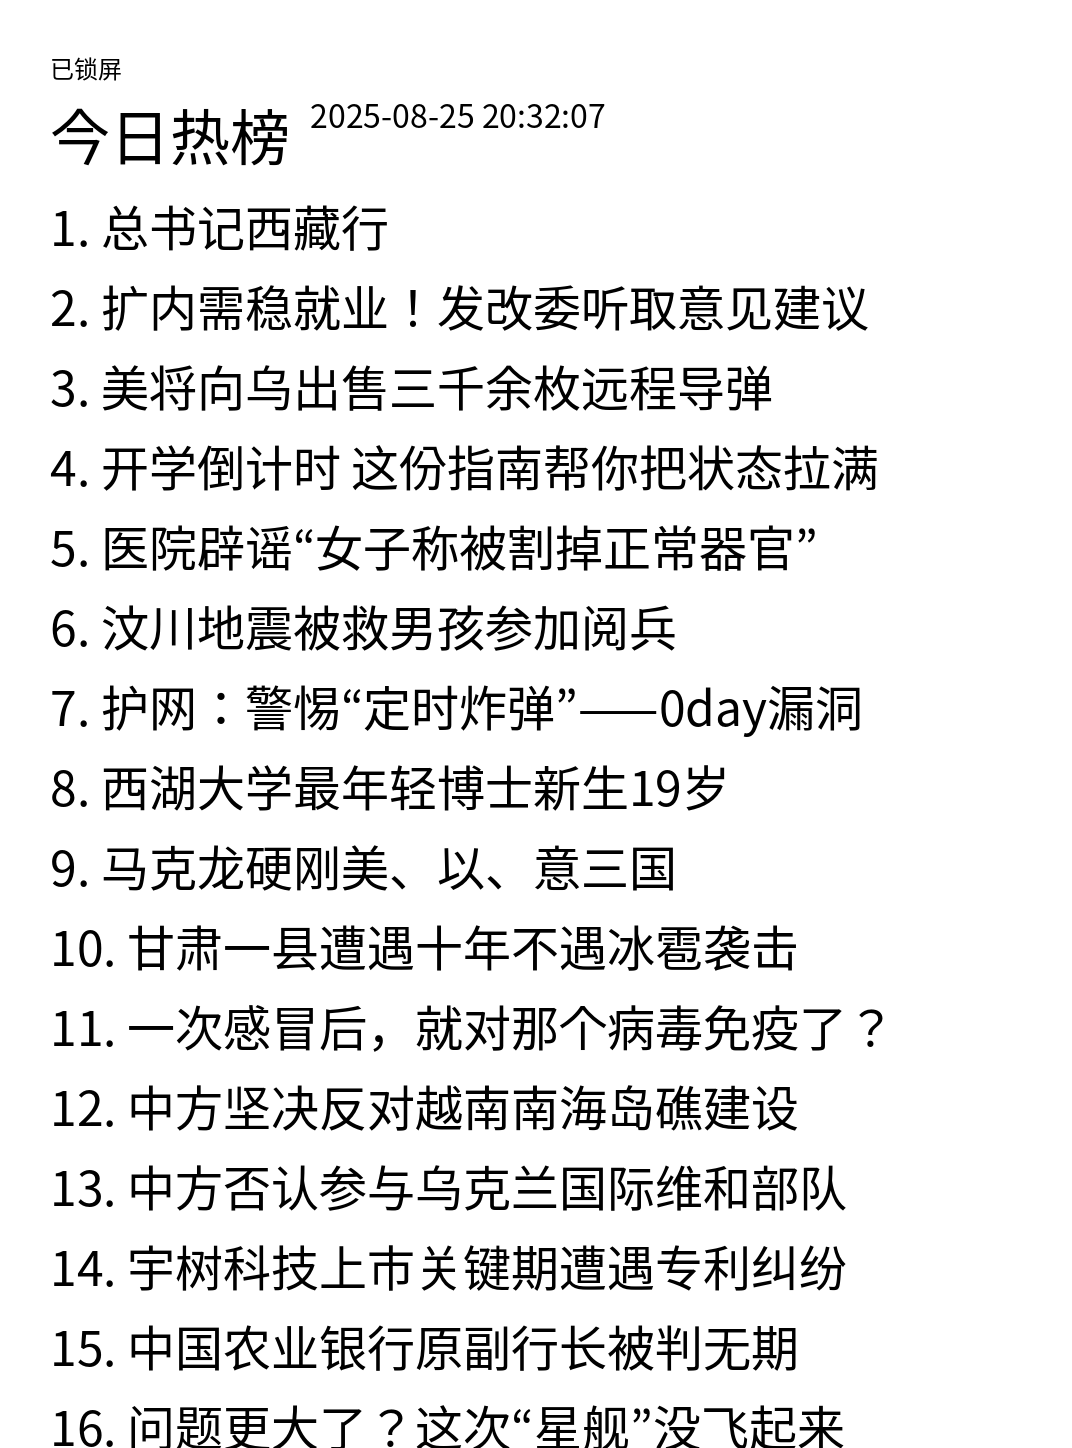 已锁屏
今日热榜 2025-08-25 20:32:07
1. 总书记西藏行
2. 扩内需稳就业！发改委听取意见建议
3. 美将向乌出售三千余枚远程导弹
4. 开学倒计时 这份指南帮你把状态拉满
5. 医院辟谣“女子称被割掉正常器官”
6. 汶川地震被救男孩参加阅兵
7. 护网：警惕“定时炸弹”——0day漏洞
8. 西湖大学最年轻博士新生19岁
9. 马克龙硬刚美、以、意三国
10. 甘肃一县遭遇十年不遇冰雹袭击
11. 一次感冒后，就对那个病毒免疫了？
12. 中方坚决反对越南南海岛礁建设
13. 中方否认参与乌克兰国际维和部队
14. 宇树科技上市关键期遭遇专利纠纷
15. 中国农业银行原副行长被判无期
16. 问题更大了？这次“星舰”没飞起来